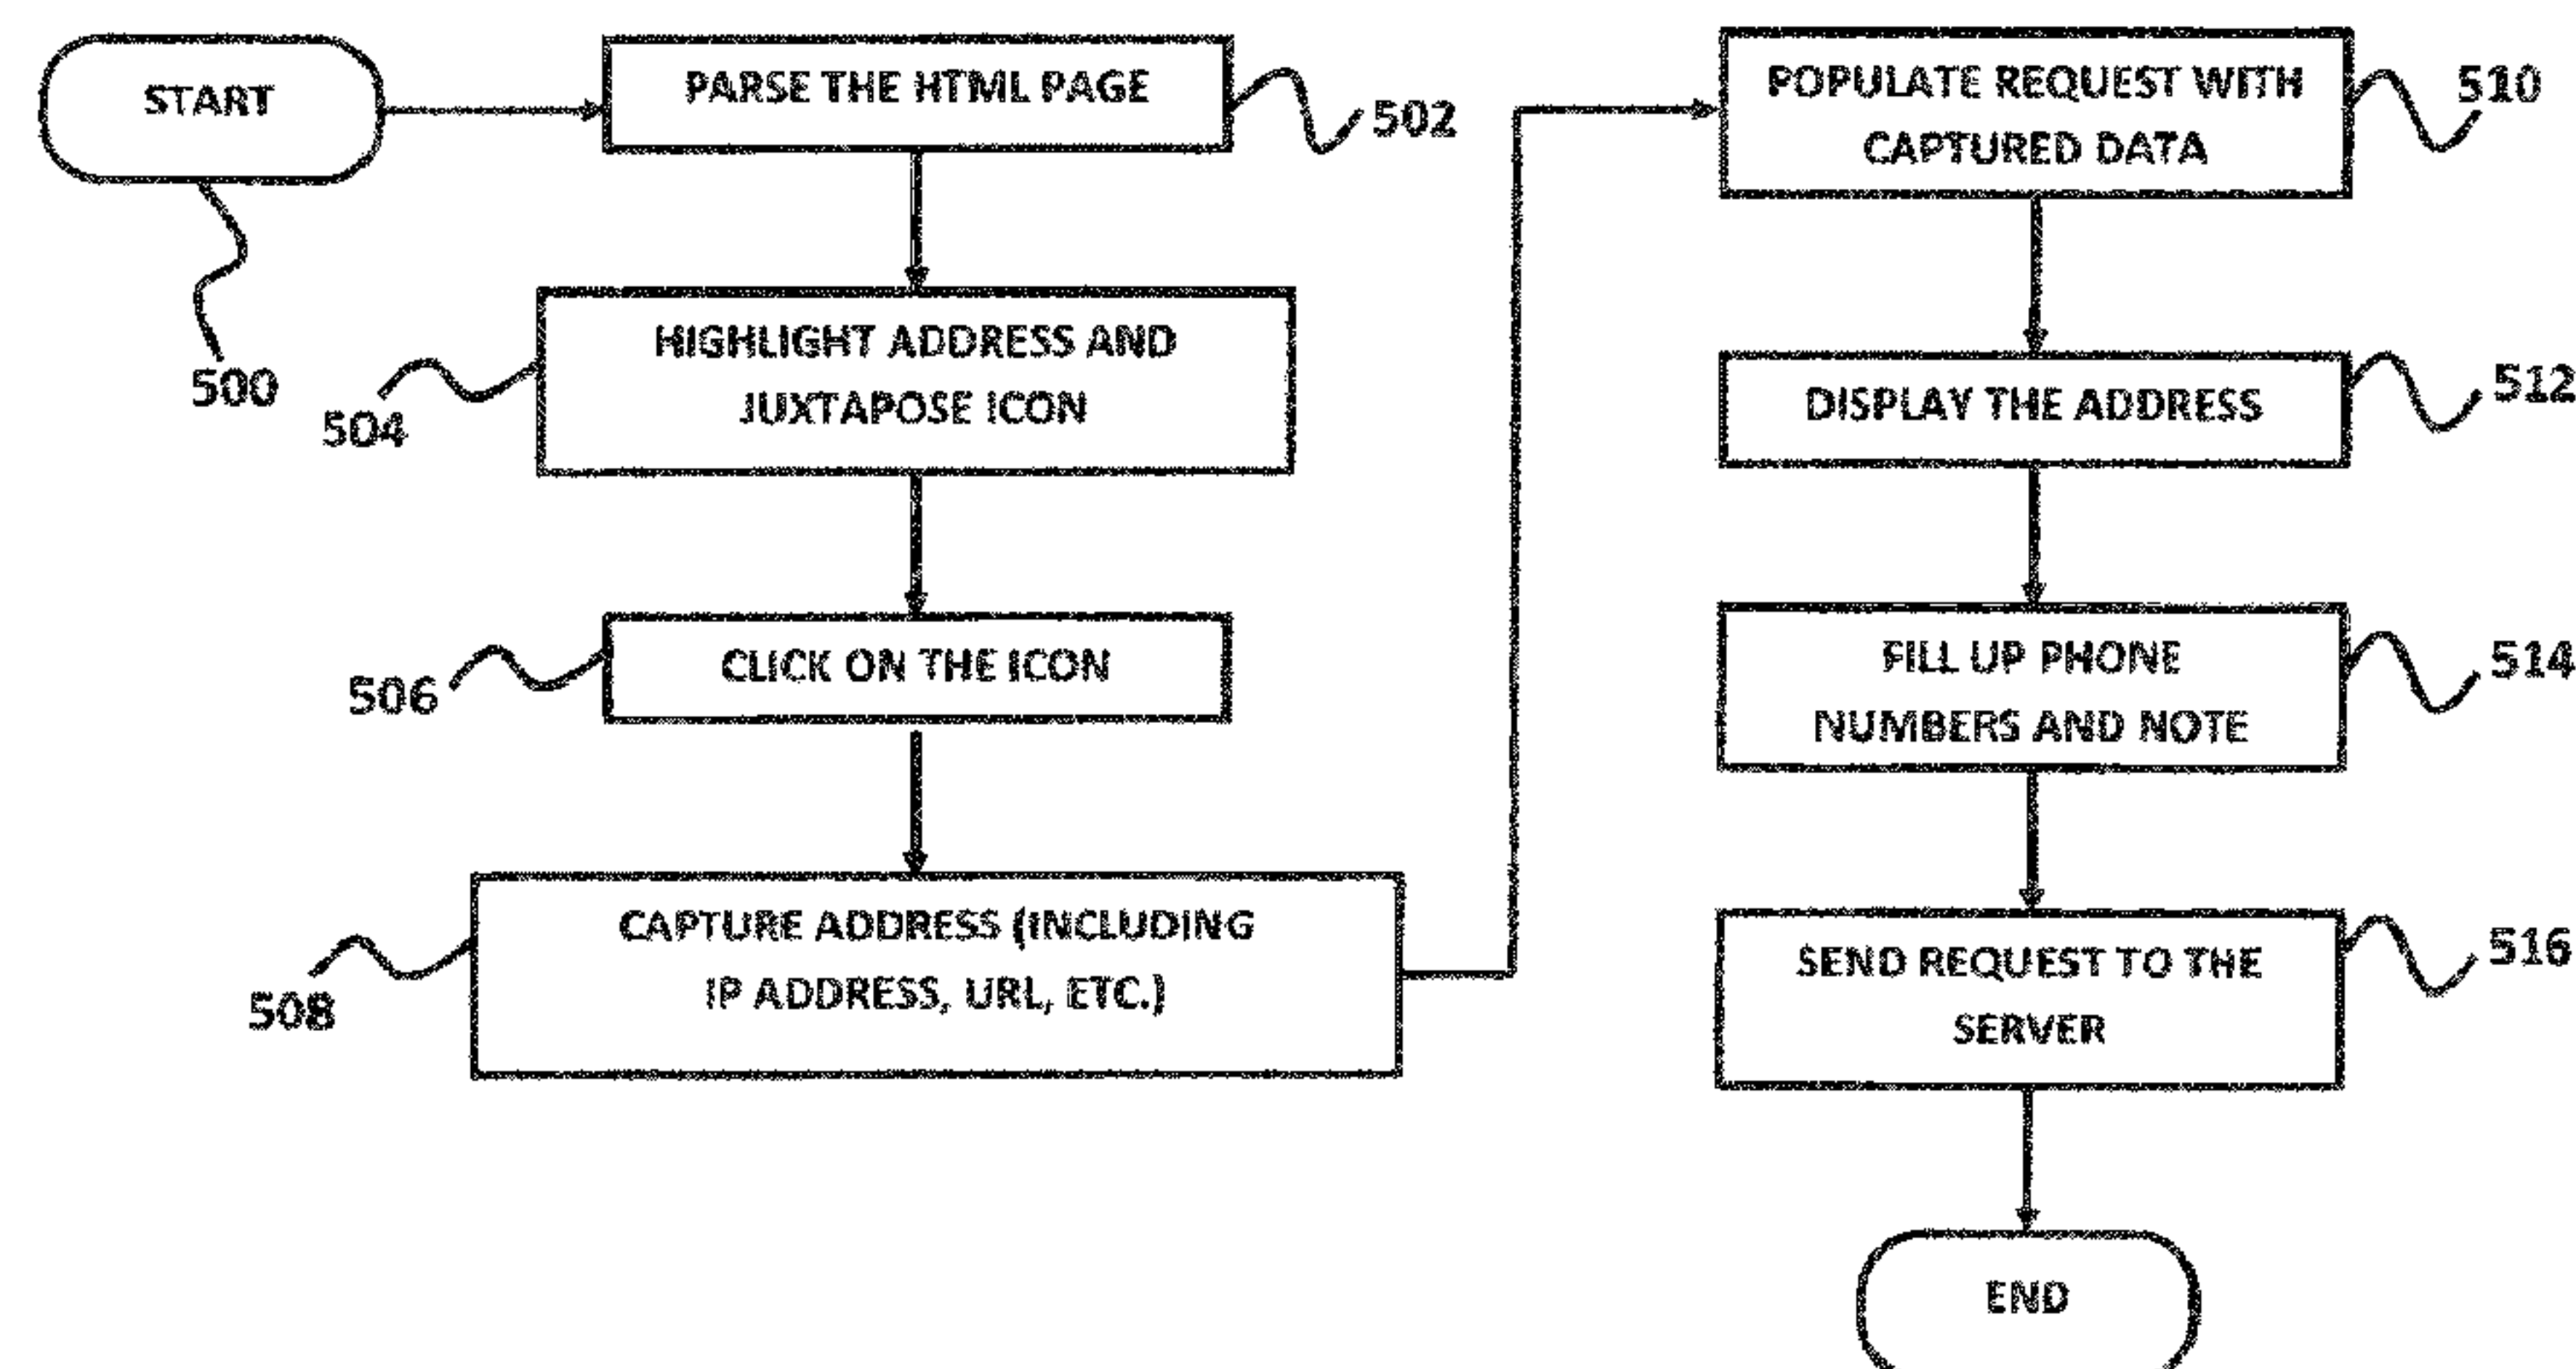 START
500
PARSE THE HTML PAGE
502
HIGHLIGHT ADDRESS AND
JUXTAPOSE ICON
504
CLICK ON THE ICON
506
CAPTURE ADDRESS (INCLUDING
IP ADDRESS, URL, ETC.)
508
POPULATE REQUEST WITH
CAPTURED DATA
510
DISPLAY THE ADDRESS
512
FILL UP PHONE
NUMBERS AND NOTE
514
SEND REQUEST TO THE
SERVER
516
END